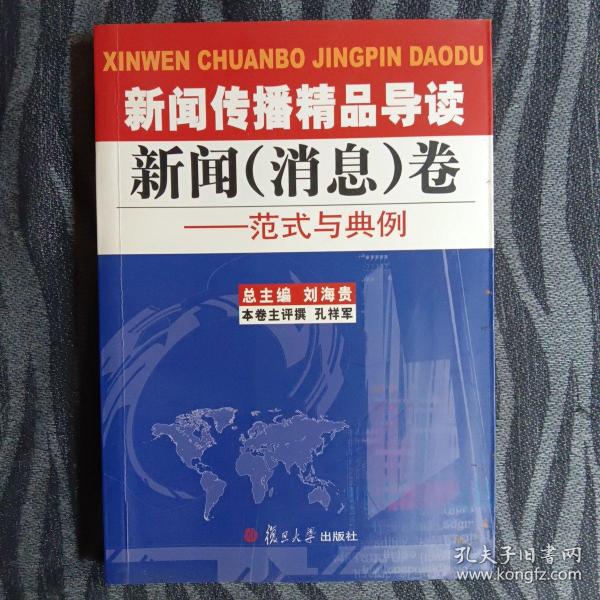 XINWEN CHUANBO JINGPIN DAODU
新闻传播精品导读
新闻(消息)卷
——范式与典例
总主编 刘海贵
本卷主评撰 孔祥军
復旦大學出版社
孔夫子旧书网
www.kongfz.com